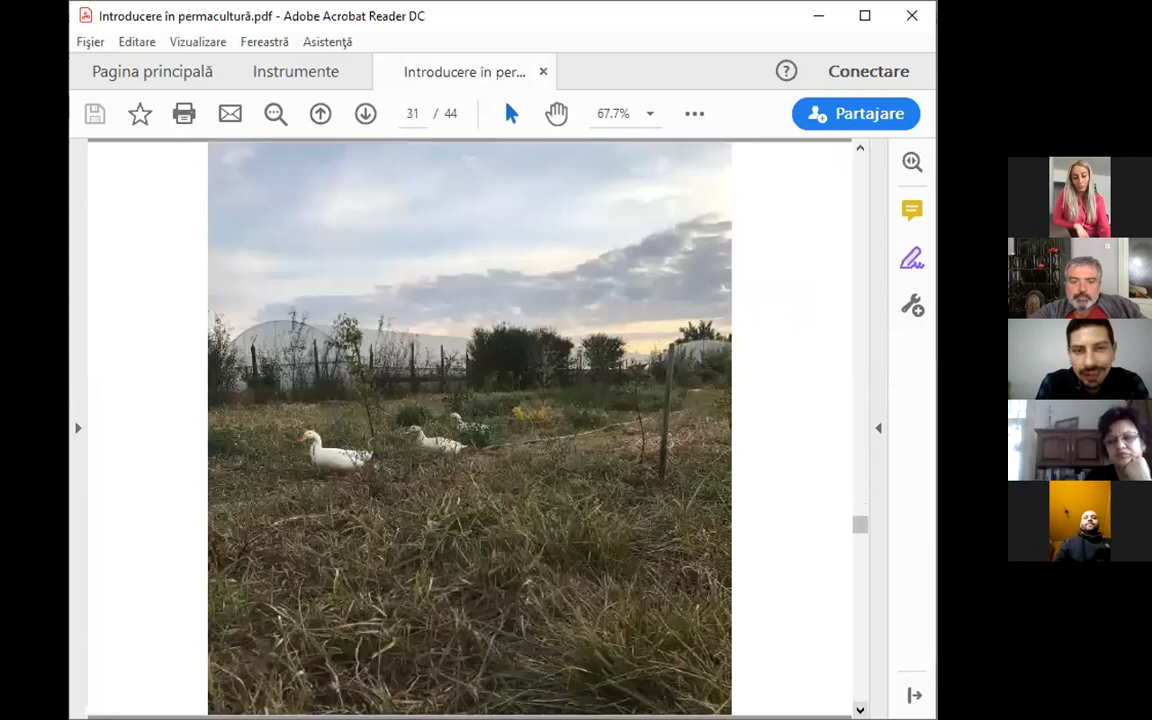 Introducere în permacultură.pdf - Adobe Acrobat Reader DC
Fișier Editare Vizualizare Fereastră Asistență
Pagina principală Instrumente Introducere în per... Conectare
31 / 44 67.7% Partajare